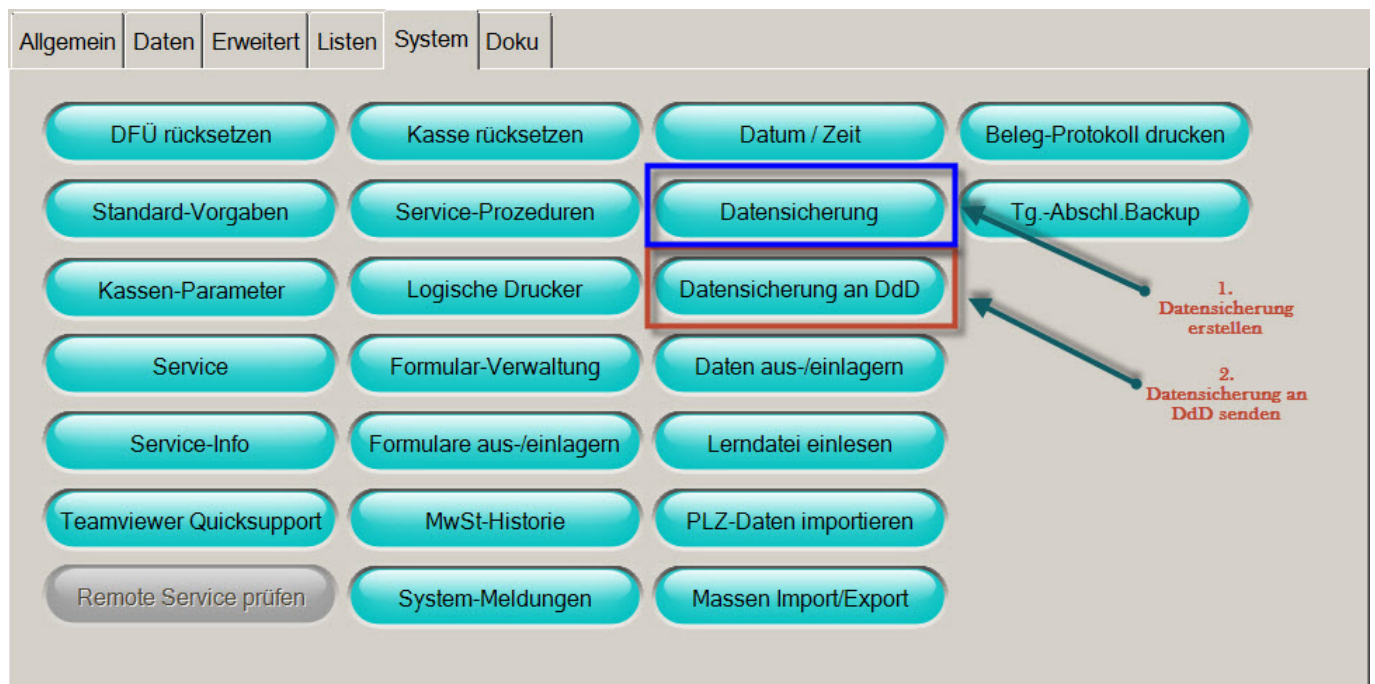 Allgemein Daten Erweitert Listen System Doku
DFÜ rücksetzen Kasse rücksetzen Datum / Zeit Beleg-Protokoll drucken
Standard-Vorgaben Service-Prozeduren Datensicherung Tg.-Abschl.Backup
Kassen-Parameter Logische Drucker Datensicherung an DdD
1.
Datensicherung
erstellen
Service Formular-Verwaltung Daten aus-/einlagern
2.
Datensicherung an
DdD senden
Service-Info Formulare aus-/einlagern Lerndatei einlesen
Teamviewer Quicksupport MwSt-Historie PLZ-Daten importieren
Remote Service prüfen System-Meldungen Massen Import/Export